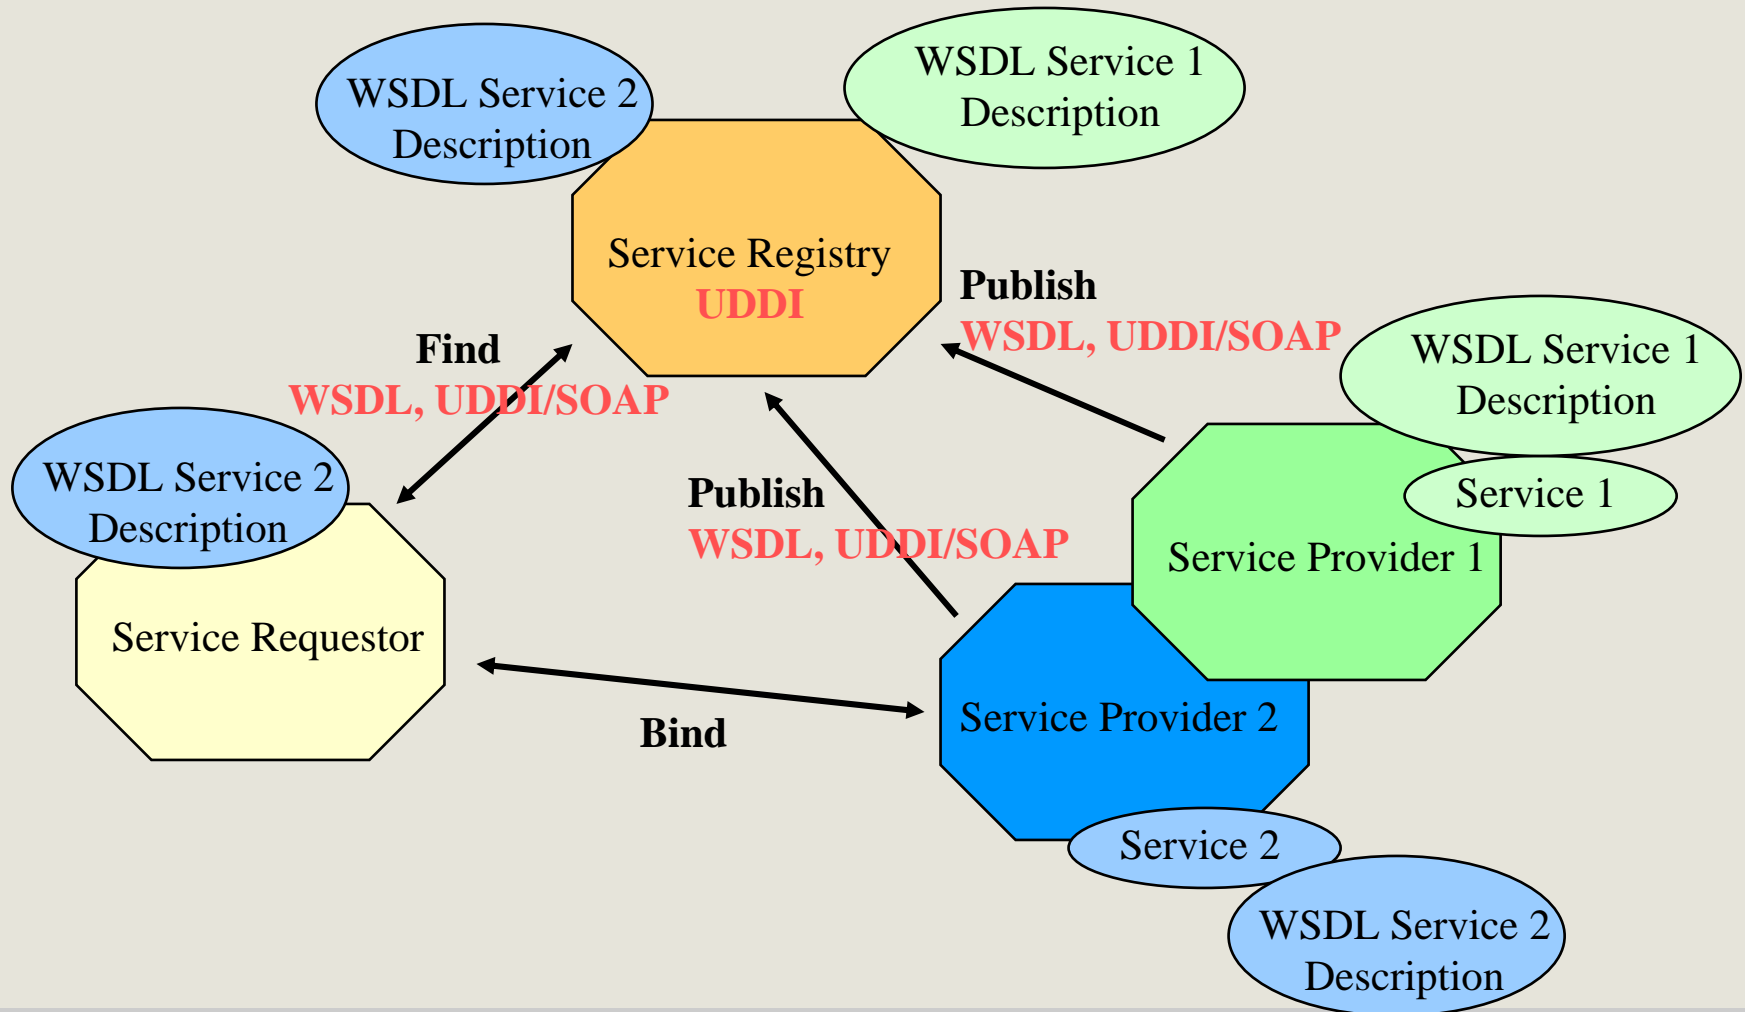 WSDL Service 2
Description
WSDL Service 1
Description
Service Registry
UDDI
Publish
WSDL, UDDI/SOAP
Find
WSDL, UDDI/SOAP
WSDL Service 1
Description
Service 1
WSDL Service 2
Description
Publish
WSDL, UDDI/SOAP
Service Provider 1
Service Requestor
Bind
Service Provider 2
Service 2
WSDL Service 2
Description